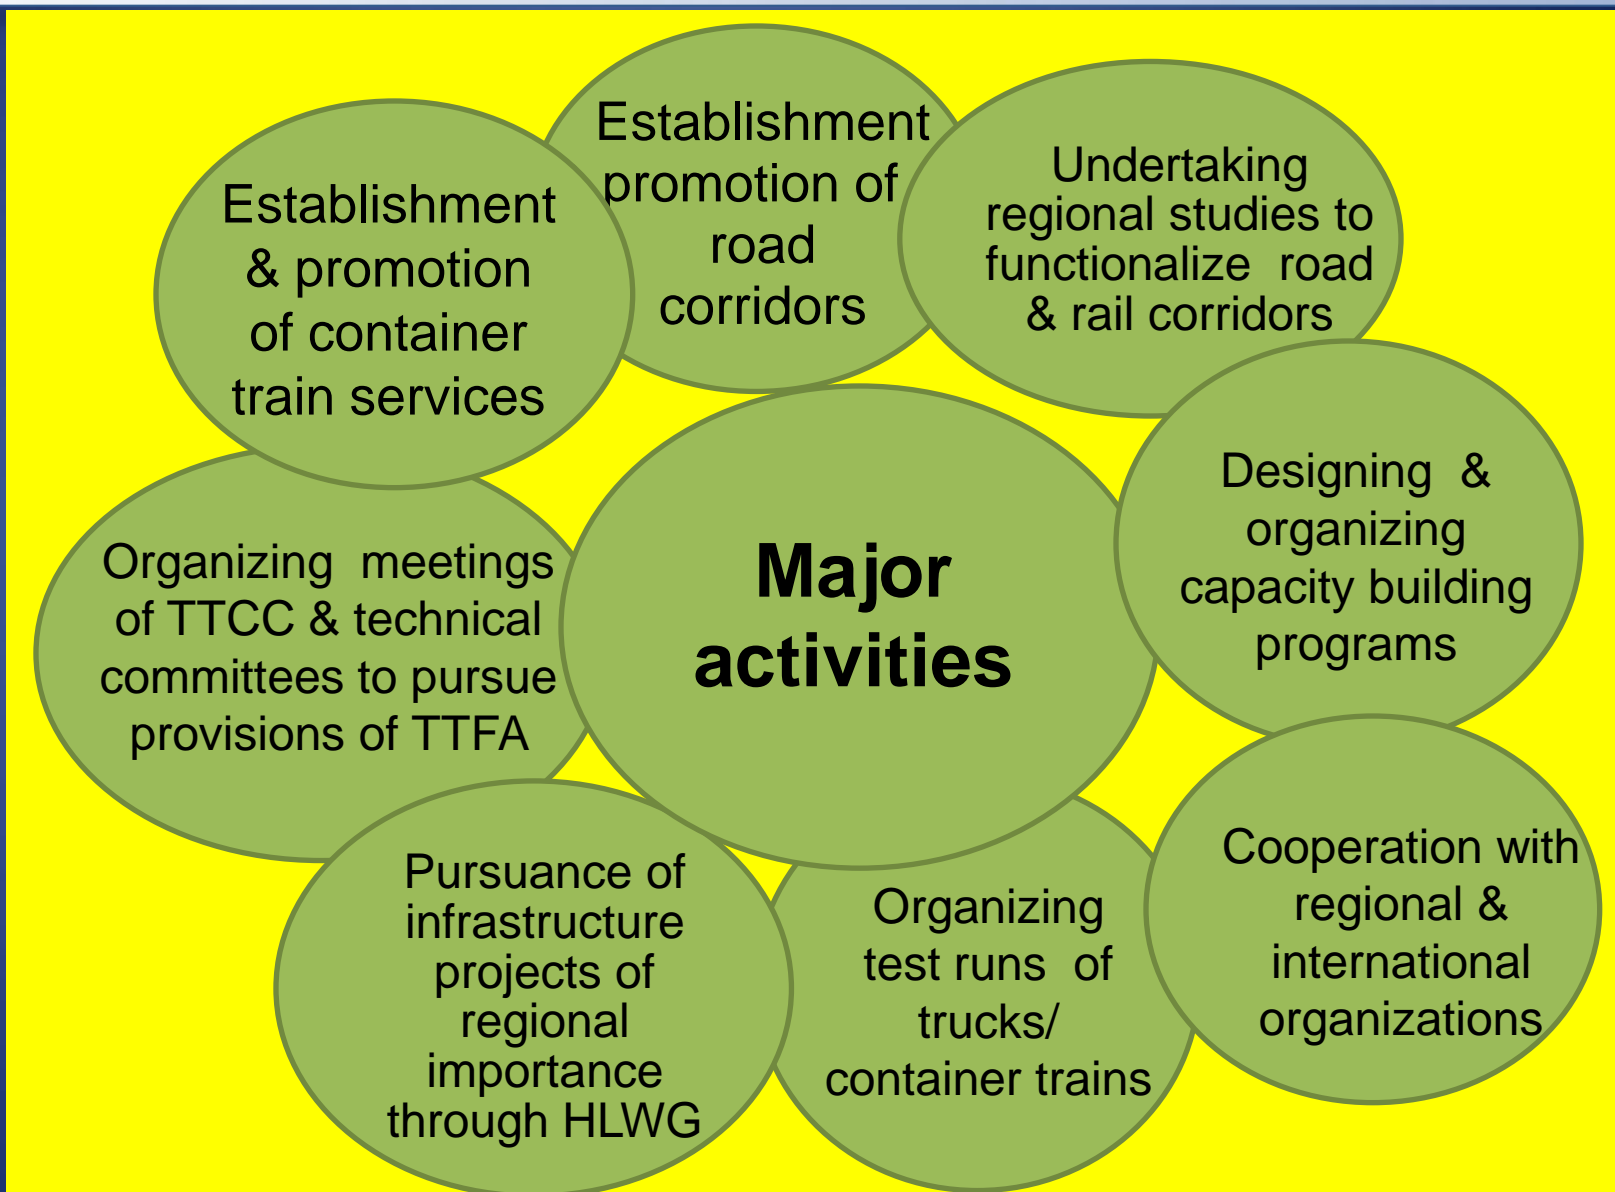 Establishment
promotion of
road
corridors
Undertaking
regional studies to
functionalize road
& rail corridors
Establishment
& promotion
of container
train services
Designing &
organizing
capacity building
programs
Major
activities
Organizing meetings
of TTCC & technical
committees to pursue
provisions of TTFA
Cooperation with
regional &
international
organizations
Pursuance of
infrastructure
projects of
regional
importance
through HLWG
Organizing
test runs of
trucks/
container trains